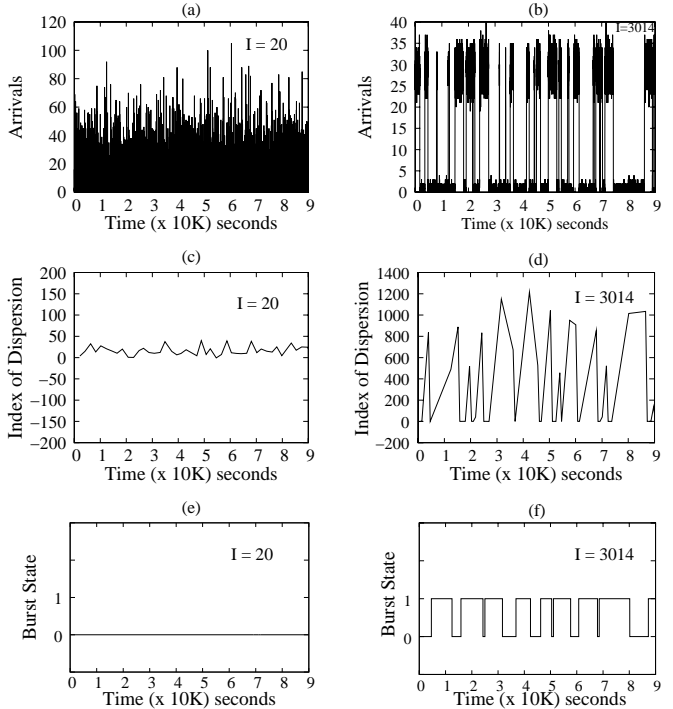 (a)
120
100
80
60
40
20
0
Arrivals
I = 20
0 1 2 3 4 5 6 7 8 9
Time (x 10K) seconds
(b)
40
35
30
25
20
15
10
5
0
Arrivals
I=3014
0 1 2 3 4 5 6 7 8 9
Time (x 10K) seconds
(c)
200
150
100
50
0
−50
−100
−150
−200
Index of Dispersion
I = 20
0 1 2 3 4 5 6 7 8 9
Time (x 10K) seconds
(d)
1400
1200
1000
800
600
400
200
0
−200
Index of Dispersion
I = 3014
0 1 2 3 4 5 6 7 8 9
Time (x 10K) seconds
(e)
1
0
Burst State
I = 20
0 1 2 3 4 5 6 7 8 9
Time (x 10K) seconds
(f)
1
0
Burst State
I = 3014
0 1 2 3 4 5 6 7 8 9
Time (x 10K) seconds